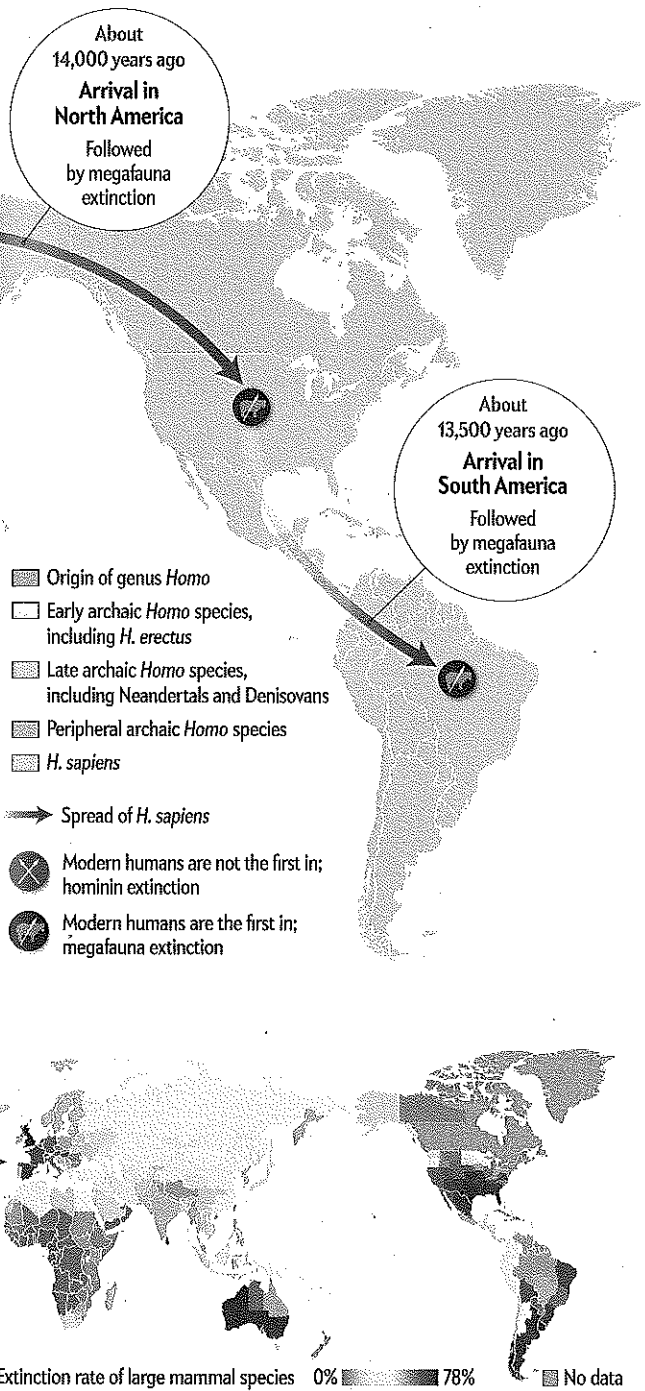 About
14,000 years ago
Arrival in
North America
Followed
by megafauna
extinction
About
13,500 years ago
Arrival in
South America
Followed
by megafauna
extinction
Origin of genus Homo
Early archaic Homo species,
including H. erectus
Late archaic Homo species,
including Neandertals and Denisovans
Peripheral archaic Homo species
H. sapiens
Spread of H. sapiens
Modern humans are not the first in;
hominin extinction
Modern humans are the first in;
megafauna extinction
Extinction rate of large mammal species 0% 78% No data